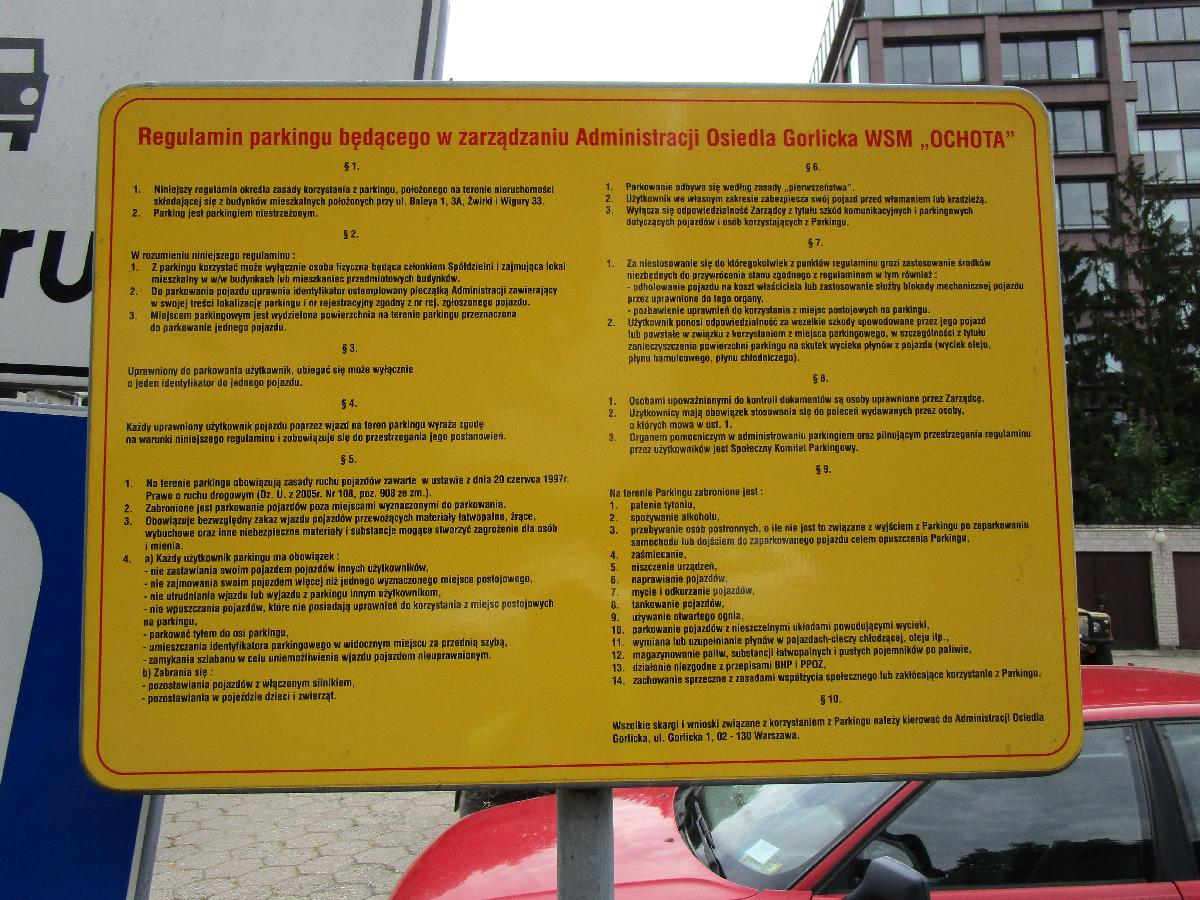 ru
Regulamin parkingu będącego w zarządzaniu Administracji Osiedla Gorlicka WSM „OCHOTA”
§ 1.
1. Niniejszy regulamin określa zasady korzystania z parkingu, położonego na terenie nieruchomości
składającej się z budynków mieszkalnych położonych przy ul. Baleya 1, 3A, Żwirki i Wigury 33.
2. Parking jest parkingiem niestrzeżonym.
§ 2.
W rozumieniu niniejszego regulaminu :
1. Z parkingu korzystać może wyłącznie osoba fizyczna będąca członkiem Spółdzielni i zajmująca lokal
mieszkalny w w/w budynkach lub mieszkaniec przedmiotowych budynków.
2. Do parkowania pojazdu uprawnia identyfikator ostemplowany pieczątką Administracji zawierający
w swojej treści lokalizację parkingu i nr rejestracyjny zgodny z nr rej. zgłoszonego pojazdu.
3. Miejscem parkingowym jest wydzielona powierzchnia na terenie parkingu przeznaczona
do parkowanie jednego pojazdu.
§ 3.
Uprawniony do parkowania użytkownik, ubiegać się może wyłącznie
o jeden identylikator do jednego pojazdu.
§ 4.
Każdy uprawniony użytkownik pojazdu poprzez wjazd na teren parkingu wyraża zgodę
na warunki niniejszego regulaminu i zobowiązuje się do przestrzegania jego postanowień.
§ 5.
1. Na terenie parkingu obowiązują zasady ruchu pojazdów zawarte w ustawie z dnia 20 czerwca 1997r.
Prawo o ruchu drogowym (Dz. U. z 2005r. Nr 108, poz. 908 ze zm.).
2. Zabronione jest parkowanie pojazdów poza miejscami wyznaczonymi do parkowania.
3. Obowiązuje bezwzględny zakaz wjazdu pojazdów przewożących materiały łatwopalne, żrące,
wybuchowe oraz inne niebezpieczne materiały i substancje mogące stworzyć zagrożenie dla osób
i mienia.
4. a) Każdy użytkownik parkingu ma obowiązek :
- nie zastawiania swoim pojazdem pojazdów innych użytkowników,
- nie zajmowania swoim pojazdem więcej niż jednego wyznaczonego miejsca postojowego,
- nie utrudniania wjazdu lub wyjazdu z parkingu innym użytkownikom,
- nie wpuszczania pojazdów, które nie posiadają uprawnień do korzystania z miejsc postojowych
na parkingu,
- parkować tyłem do osi parkingu,
- umieszczania identyfikatora parkingowego w widocznym miejscu za przednią szybą,
- zamykania szlabanu w celu uniemożliwienia wjazdu pojazdom nieuprawnionym.
b) Zabrania się :
- pozostawiania pojazdów z włączonym silnikiem,
- pozostawania w pojeździe dzieci i zwierząt.
§ 6.
1. Parkowanie odbywa się według zasady „pierwszeństwa”.
2. Użytkownik we własnym zakresie zabezpiecza swój pojazd przed włamaniem lub kradzieżą.
3. Wyłącza się odpowiedzialność Zarządcy z tytułu szkód komunikacyjnych i parkingowych
dotyczących pojazdów i osób korzystających z Parkingu.
§ 7.
1. Za niestosowanie się do któregokolwiek z punktów regulaminu grozi zastosowanie środków
niezbędnych do przywrócenia stanu zgodnego z regulaminem w tym również :
- odholowanie pojazdu na koszt właściciela lub zastosowanie służby blokady mechanicznej pojazdu
przez uprawnione do tego organy,
- pozbawienie uprawnień do korzystania z miejsc postojowych na parkingu.
2. Użytkownik ponosi odpowiedzialność za wszelkie szkody spowodowane przez jego pojazd
lub powstałe w związku z korzystaniem z miejsca parkingowego, w szczególności z tytułu
zanieczyszczenia powierzchni parkingu na skutek wycieku płynów z pojazdu (wyciek oleju,
płynu hamulcowego, płynu chłodniczego).
§ 8.
1. Osobami upoważnionymi do kontroli dokumentów są osoby uprawnione przez Zarządcę.
2. Użytkownicy mają obowiązek stosowania się do poleceń wydawanych przez osoby,
o których mowa w ust. 1.
3. Organem pomocniczym w administrowaniu parkingiem oraz pilnującym przestrzegania regulaminu
przez użytkowników jest Społeczny Komitet Parkingowy.
§ 9.
Na terenie Parkingu zabronione jest :
1. palenie tytoniu,
2. spożywanie alkoholu,
3. przebywanie osób postronnych, o ile nie jest to związane z wyjściem z Parkingu po zaparkowaniu
samochodu lub dojściem do zaparkowanego pojazdu celem opuszczenia Parkingu,
4. zaśmiecanie,
5. niszczenie urządzeń,
6. naprawianie pojazdów,
7. mycie i odkurzanie pojazdów,
8. tankowanie pojazdów,
9. używanie otwartego ognia,
10. parkowanie pojazdów z nieszczelnymi układami powodującymi wycieki,
11. wymiana lub uzupełnianie płynów w pojazdach-cieczy chłodzącej, oleju itp.,
12. magazynowanie paliw, substancji łatwopalnych i pustych pojemników po paliwie,
13. działanie niezgodne z przepisami BHP i PPOŻ,
14. zachowanie sprzeczne z zasadami współżycia społecznego lub zakłócające korzystanie z Parkingu.
§ 10.
Wszelkie skargi i wnioski związane z korzystaniem z Parkingu należy kierować do Administracji Osiedla
Gorlicka, ul. Gorlicka 1, 02 - 130 Warszawa.